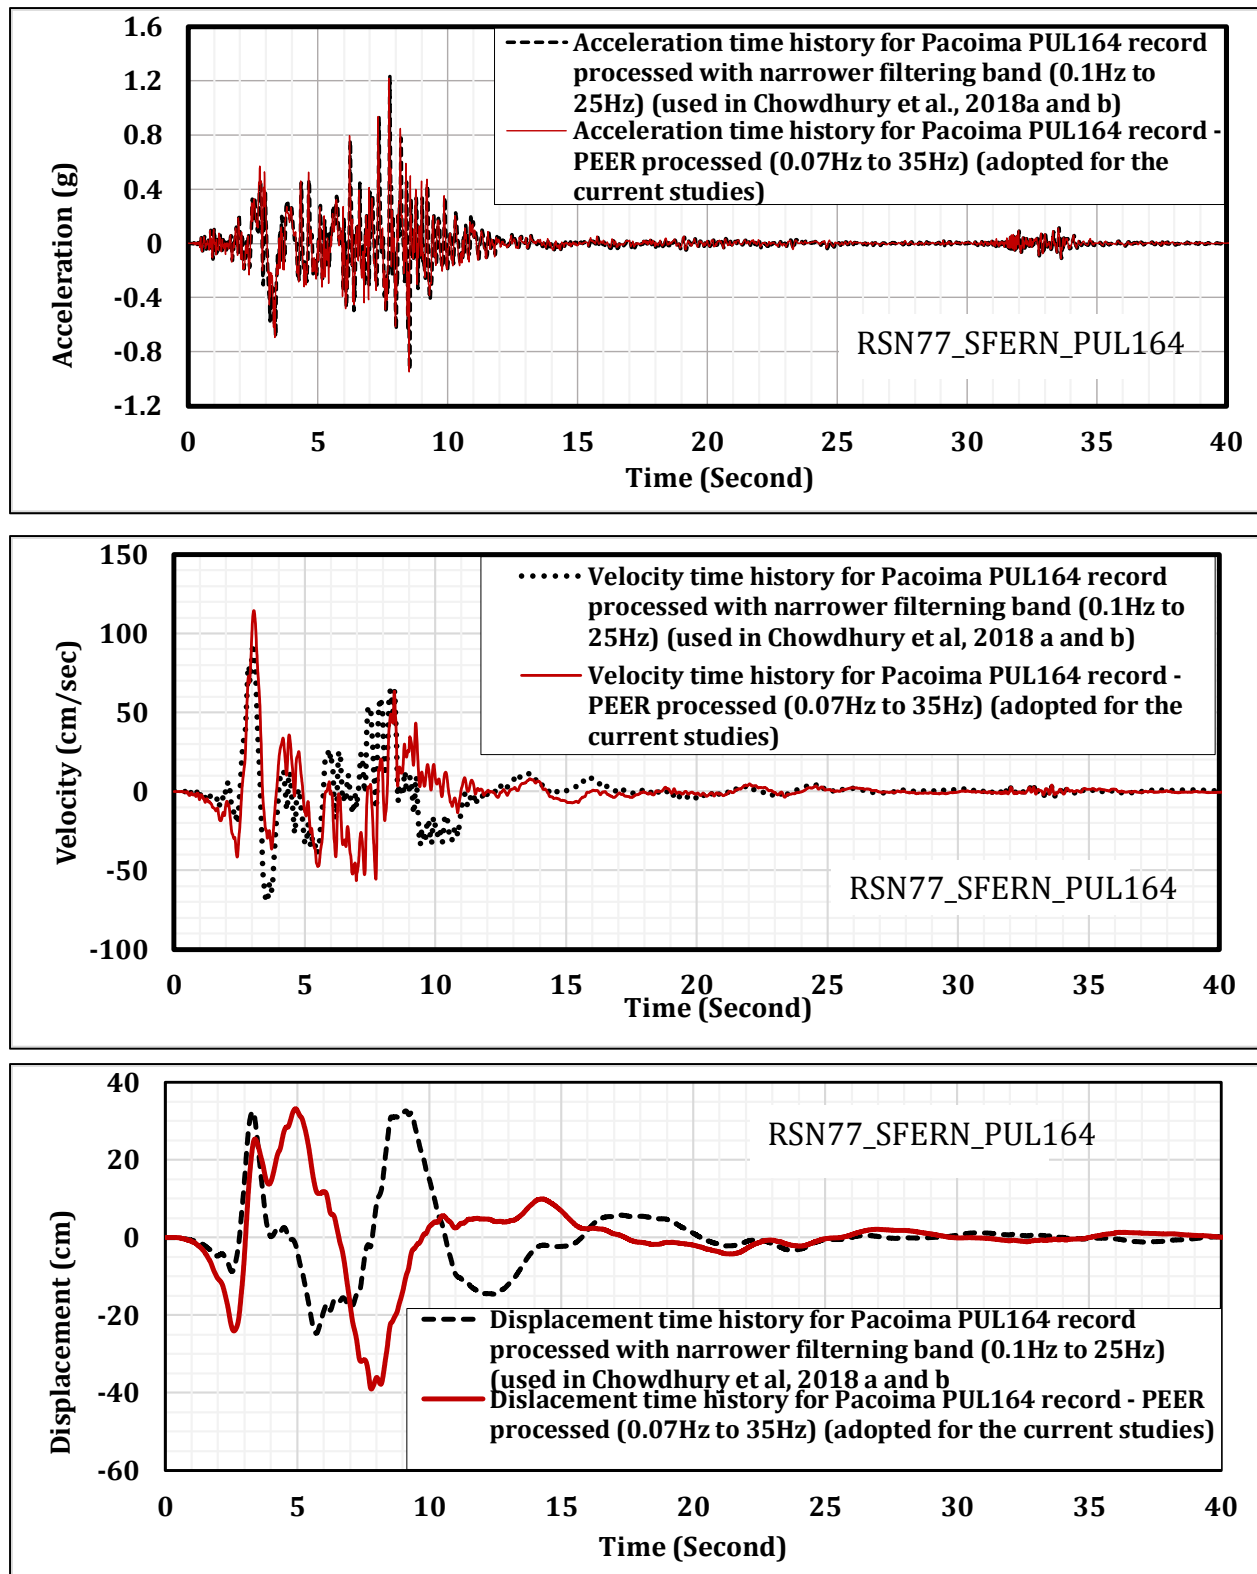 1.6
1.2
0.8
0.4
0
-0.4
-0.8
-1.2
Acceleration (g)
Acceleration time history for Pacoima PUL164 record
processed with narrower filtering band (0.1Hz to
25Hz) (used in Chowdhury et al., 2018a and b)
Acceleration time history for Pacoima PUL164 record -
PEER processed (0.07Hz to 35Hz) (adopted for the
current studies)
RSN77_SFERN_PUL164
0 5 10 15 20 25 30 35 40
Time (Second)
150
100
50
0
-50
-100
Velocity (cm/sec)
Velocity time history for Pacoima PUL164 record
processed with narrower filterning band (0.1Hz to
25Hz) (used in Chowdhury et al, 2018 a and b)
Velocity time history for Pacoima PUL164 record -
PEER processed (0.07Hz to 35Hz) (adopted for the
current studies)
RSN77_SFERN_PUL164
0 5 10 15 20 25 30 35 40
Time (Second)
40
20
0
-20
-40
-60
Displacement (cm)
RSN77_SFERN_PUL164
Displacement time history for Pacoima PUL164 record
processed with narrower filterning band (0.1Hz to 25Hz)
(used in Chowdhury et al, 2018 a and b
Dislacement time history for Pacoima PUL164 record - PEER
processed (0.07Hz to 35Hz) (adopted for the current studies)
0 5 10 15 20 25 30 35 40
Time (Second)